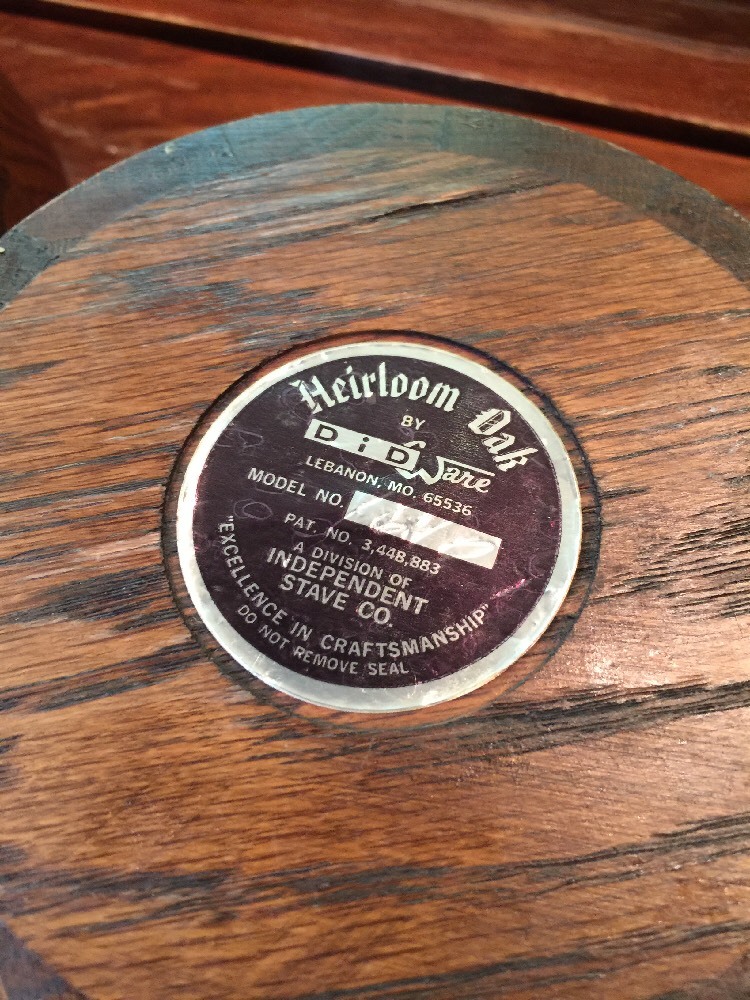 Heirloom Oak
BY
DiD Ware
LEBANON, MO. 65536
MODEL NO.
PAT. NO. 3,448,883
A DIVISION OF
INDEPENDENT
STAVE CO.
"EXCELLENCE IN CRAFTSMANSHIP"
DO NOT REMOVE SEAL